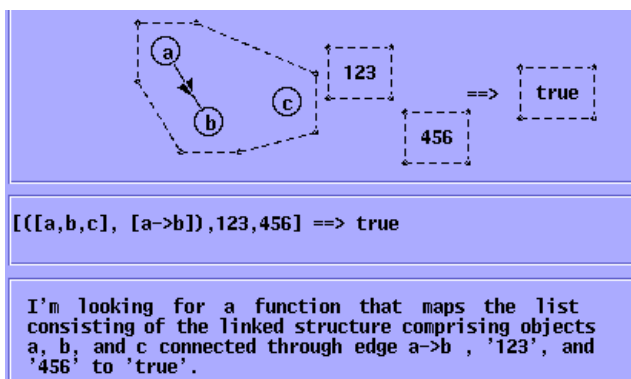 a
123
c
==>
true
b
456
[([a,b,c], [a->b]),123,456] ==> true
I'm looking for a function that maps the list
consisting of the linked structure comprising objects
a, b, and c connected through edge a->b , '123', and
'456' to 'true'.